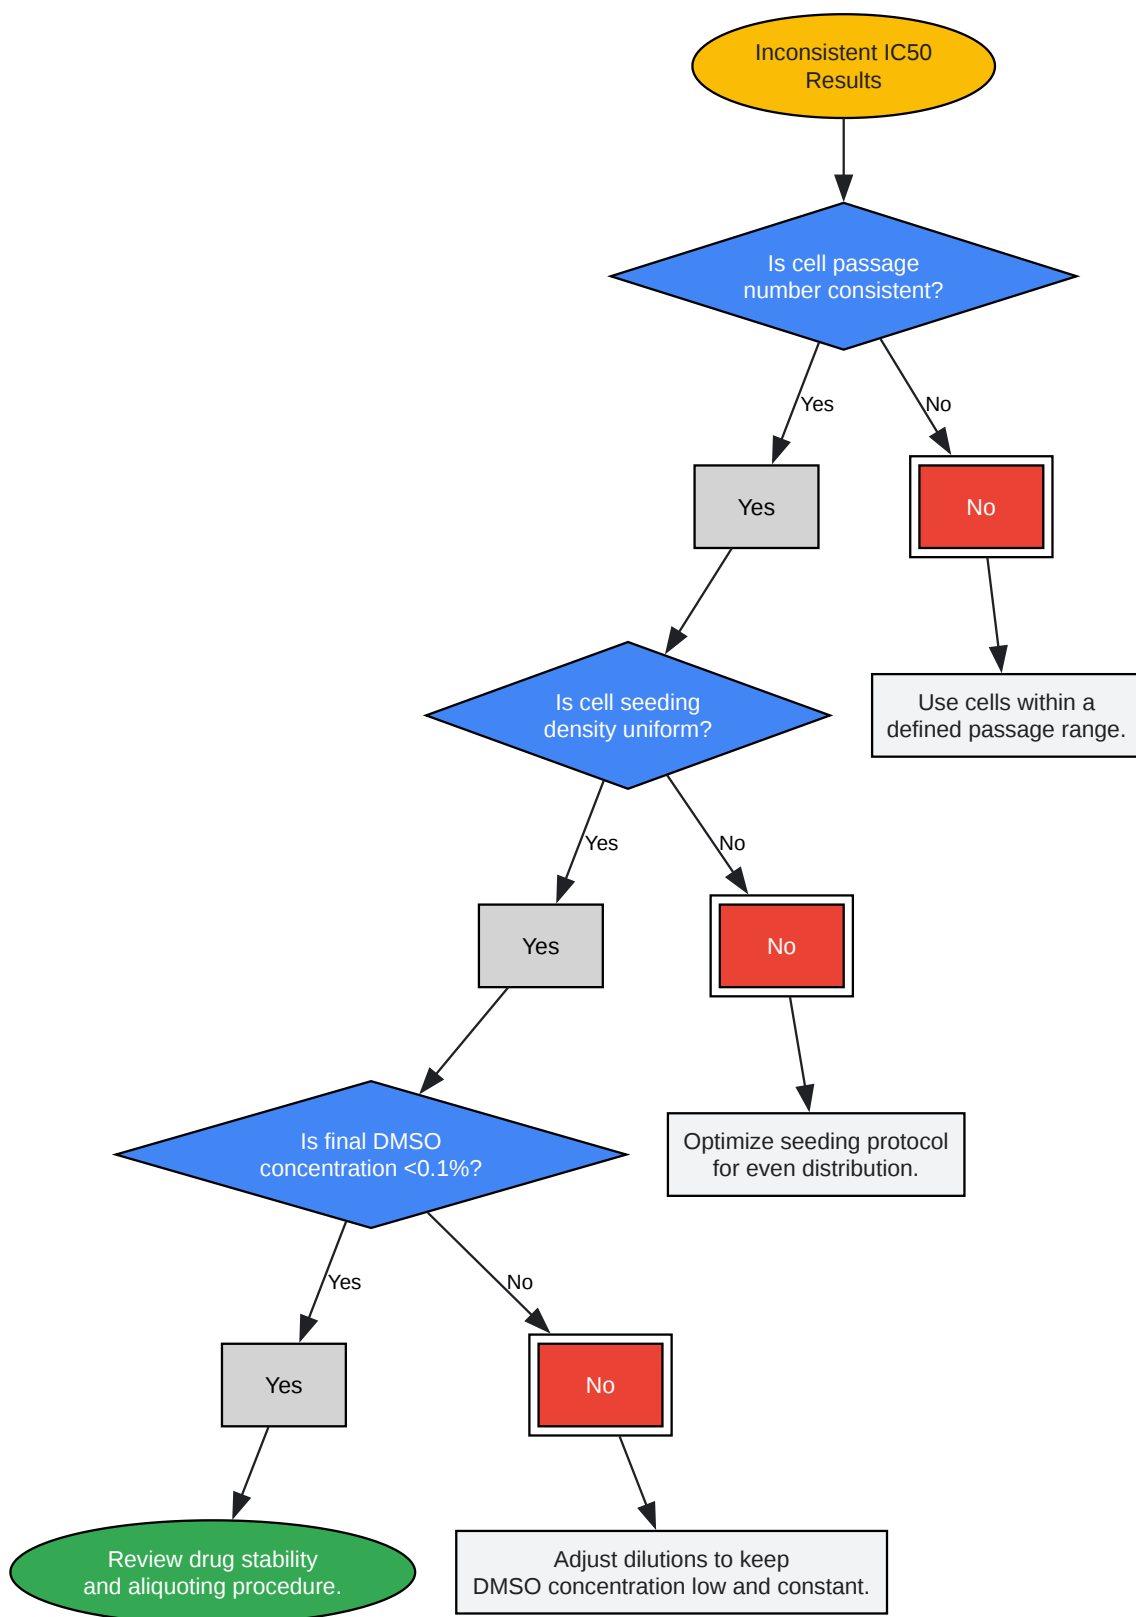 Inconsistent IC50
Results
Is cell passage
number consistent?
Yes
No
Yes
No
Use cells within a
defined passage range.
Is cell seeding
density uniform?
Yes
No
Yes
No
Optimize seeding protocol
for even distribution.
Is final DMSO
concentration <0.1%?
Yes
No
Yes
No
Review drug stability
and aliquoting procedure.
Adjust dilutions to keep
DMSO concentration low and constant.